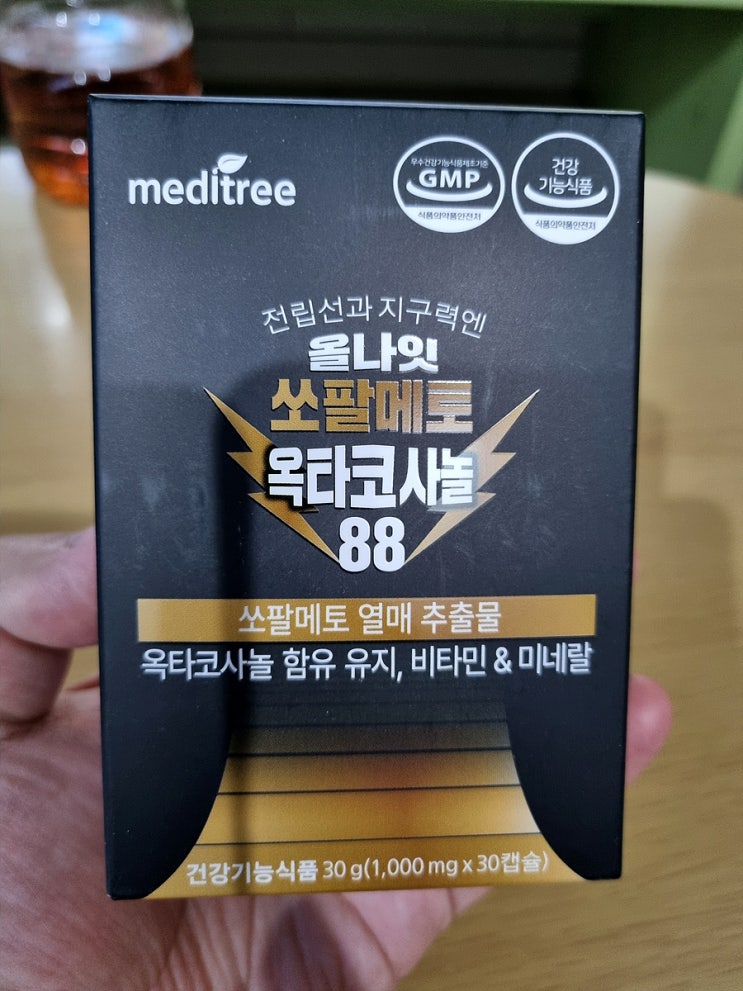 meditree
우수건강기능식품제조기준
GMP
식품의약품안전처
건강
기능식품
식품의약품안전처
전립선과 지구력엔
올나잇
쏘팔메토
옥타코사놀
88
쏘팔메토 열매 추출물
옥타코사놀 함유 유지, 비타민 & 미네랄
건강기능식품 30 g(1,000 mg x 30캡슐)